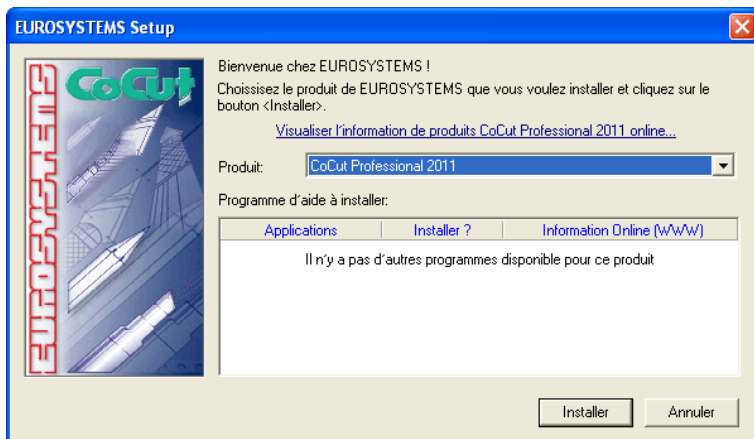 EUROSYSTEMS Setup
EUROSYSTEMS
CoCut
Bienvenue chez EUROSYSTEMS !
Choissisez le produit de EUROSYSTEMS que vous voulez installer et cliquez sur le
bouton <Installer>.
Visualiser l'information de produits CoCut Professional 2011 online...
Produit:
CoCut Professional 2011
Programme d'aide à installer:
Applications
Installer ?
Information Online (WWW)
Il n'y a pas d'autres programmes disponible pour ce produit
Installer
Annuler